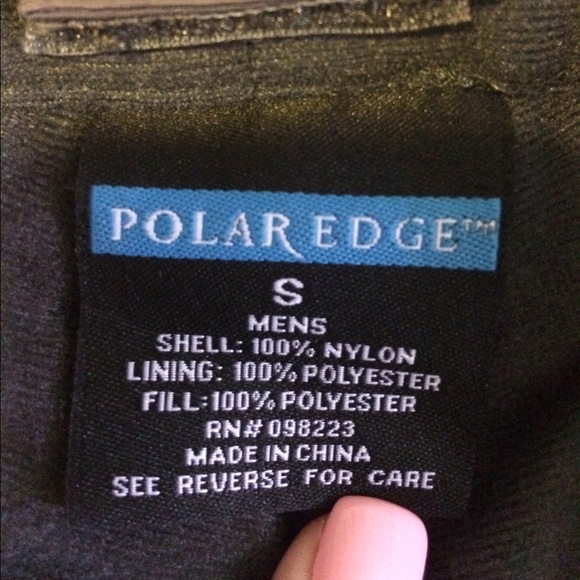 POLAR EDGE™
S
MENS
SHELL: 100% NYLON
LINING: 100% POLYESTER
FILL:100% POLYESTER
RN# 098223
MADE IN CHINA
SEE REVERSE FOR CARE